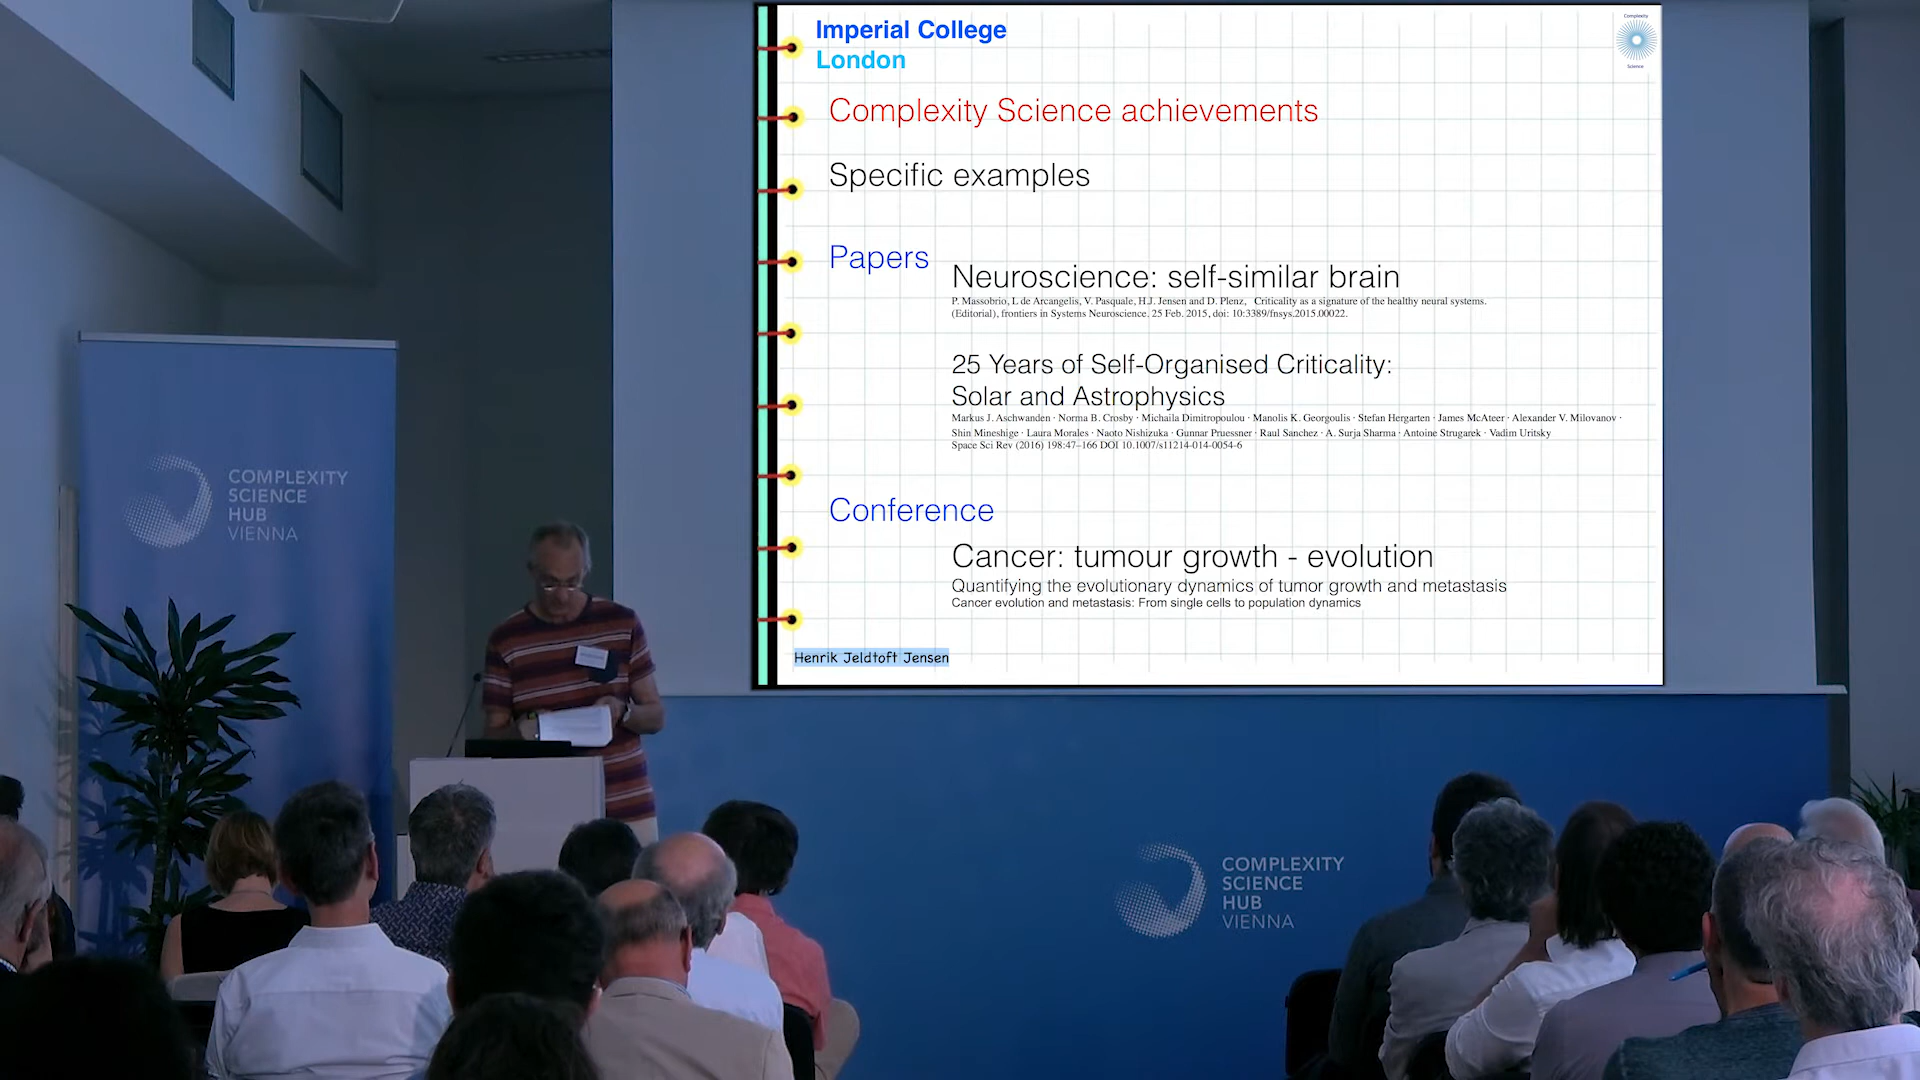 Imperial College
London
Complexity
Science
Complexity Science achievements
Specific examples
Papers
Neuroscience: self-similar brain
P. Massobrio, L de Arcangelis, V. Pasquale, H.J. Jensen and D. Plenz, Criticality as a signature of the healthy neural systems.
(Editorial), frontiers in Systems Neuroscience. 25 Feb. 2015, doi: 10:3389/fnsys.2015.00022.
25 Years of Self-Organised Criticality:
Solar and Astrophysics
Markus J. Aschwanden · Norma B. Crosby · Michaila Dimitropoulou · Manolis K. Georgoulis · Stefan Hergarten · James McAteer · Alexander V. Milovanov ·
Shin Mineshige · Laura Morales · Naoto Nishizuka · Gunnar Pruessner · Raul Sanchez · A. Surja Sharma · Antoine Strugarek · Vadim Uritsky
Space Sci Rev (2016) 198:47–166 DOI 10.1007/s11214-014-0054-6
Conference
Cancer: tumour growth - evolution
Quantifying the evolutionary dynamics of tumor growth and metastasis
Cancer evolution and metastasis: From single cells to population dynamics
Henrik Jeldtoft Jensen
COMPLEXITY
SCIENCE
HUB
VIENNA
COMPLEXITY
SCIENCE
HUB
VIENNA